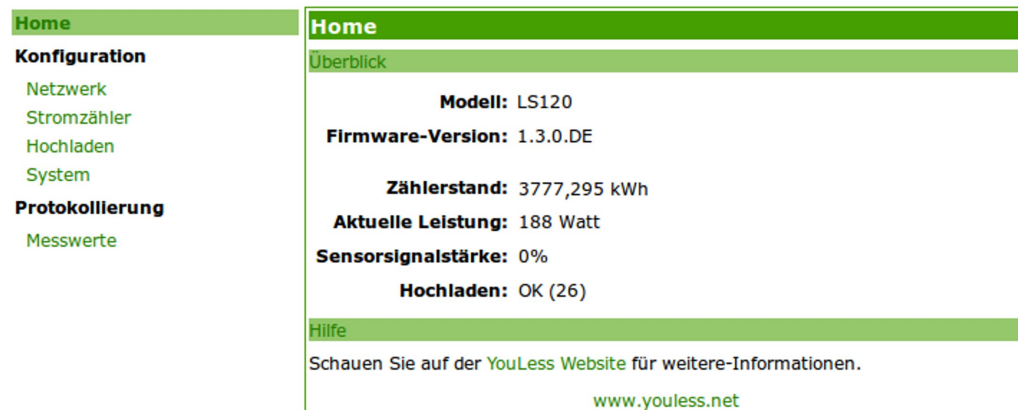 Home
Konfiguration
Netzwerk
Stromzähler
Hochladen
System
Protokollierung
Messwerte
Home
Überblick
Modell: LS120
Firmware-Version: 1.3.0.DE
Zählerstand: 3777,295 kWh
Aktuelle Leistung: 188 Watt
Sensorsignalstärke: 0%
Hochladen: OK (26)
Hilfe
Schauen Sie auf der YouLess Website für weitere-Informationen.
www.youless.net